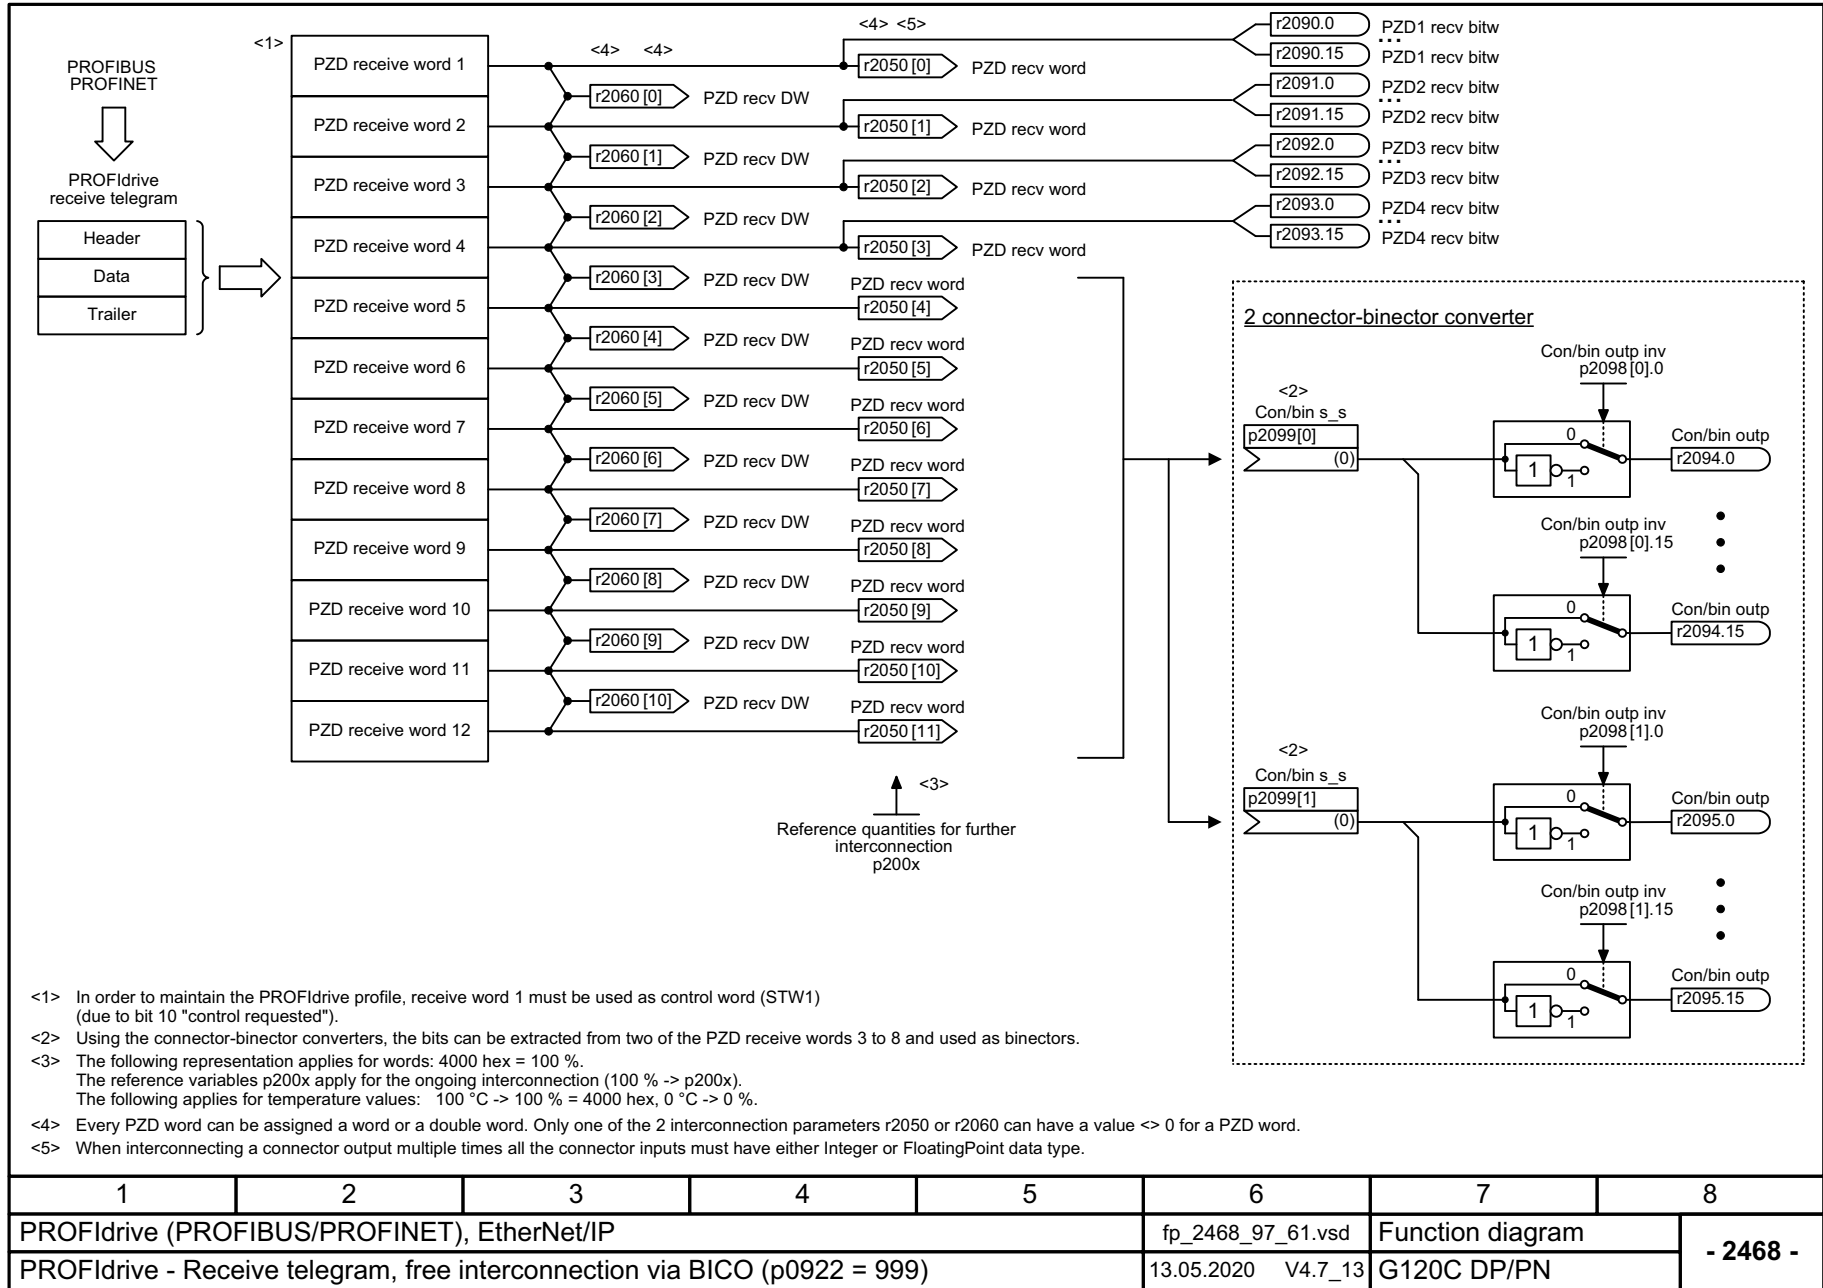 PROFIBUS
PROFINET
PROFIdrive
receive telegram
Header
Data
Trailer
<1>
PZD receive word 1
PZD receive word 2
PZD receive word 3
PZD receive word 4
PZD receive word 5
PZD receive word 6
PZD receive word 7
PZD receive word 8
PZD receive word 9
PZD receive word 10
PZD receive word 11
PZD receive word 12
<4> <4>
r2060 [0] PZD recv DW
r2060 [1] PZD recv DW
r2060 [2] PZD recv DW
r2060 [3] PZD recv DW
r2060 [4] PZD recv DW
r2060 [5] PZD recv DW
r2060 [6] PZD recv DW
r2060 [7] PZD recv DW
r2060 [8] PZD recv DW
r2060 [9] PZD recv DW
r2060 [10] PZD recv DW
<4> <5>
r2050 [0] PZD recv word
r2050 [1] PZD recv word
r2050 [2] PZD recv word
r2050 [3] PZD recv word
PZD recv word
r2050 [4]
PZD recv word
r2050 [5]
PZD recv word
r2050 [6]
PZD recv word
r2050 [7]
PZD recv word
r2050 [8]
PZD recv word
r2050 [9]
PZD recv word
r2050 [10]
PZD recv word
r2050 [11]
<3>
Reference quantities for further
interconnection
p200x
r2090.0 PZD1 recv bitw
...
r2090.15 PZD1 recv bitw
r2091.0 PZD2 recv bitw
...
r2091.15 PZD2 recv bitw
r2092.0 PZD3 recv bitw
...
r2092.15 PZD3 recv bitw
r2093.0 PZD4 recv bitw
...
r2093.15 PZD4 recv bitw
2 connector-binector converter
<2>
Con/bin s_s
p2099[0]
(0)
Con/bin outp inv
p2098 [0].0
0
1
1
Con/bin outp
r2094.0
Con/bin outp inv
p2098 [0].15
0
1
1
Con/bin outp
r2094.15
<2>
Con/bin s_s
p2099[1]
(0)
Con/bin outp inv
p2098 [1].0
0
1
1
Con/bin outp
r2095.0
Con/bin outp inv
p2098 [1].15
0
1
1
Con/bin outp
r2095.15
<1> In order to maintain the PROFIdrive profile, receive word 1 must be used as control word (STW1)
(due to bit 10 "control requested").
<2> Using the connector-binector converters, the bits can be extracted from two of the PZD receive words 3 to 8 and used as binectors.
<3> The following representation applies for words: 4000 hex = 100 %.
The reference variables p200x apply for the ongoing interconnection (100 % -> p200x).
The following applies for temperature values: 100 °C -> 100 % = 4000 hex, 0 °C -> 0 %.
<4> Every PZD word can be assigned a word or a double word. Only one of the 2 interconnection parameters r2050 or r2060 can have a value <> 0 for a PZD word.
<5> When interconnecting a connector output multiple times all the connector inputs must have either Integer or FloatingPoint data type.
1 2 3 4 5 6 7 8
PROFIdrive (PROFIBUS/PROFINET), EtherNet/IP fp_2468_97_61.vsd Function diagram
- 2468 -
PROFIdrive - Receive telegram, free interconnection via BICO (p0922 = 999) 13.05.2020 V4.7_13 G120C DP/PN